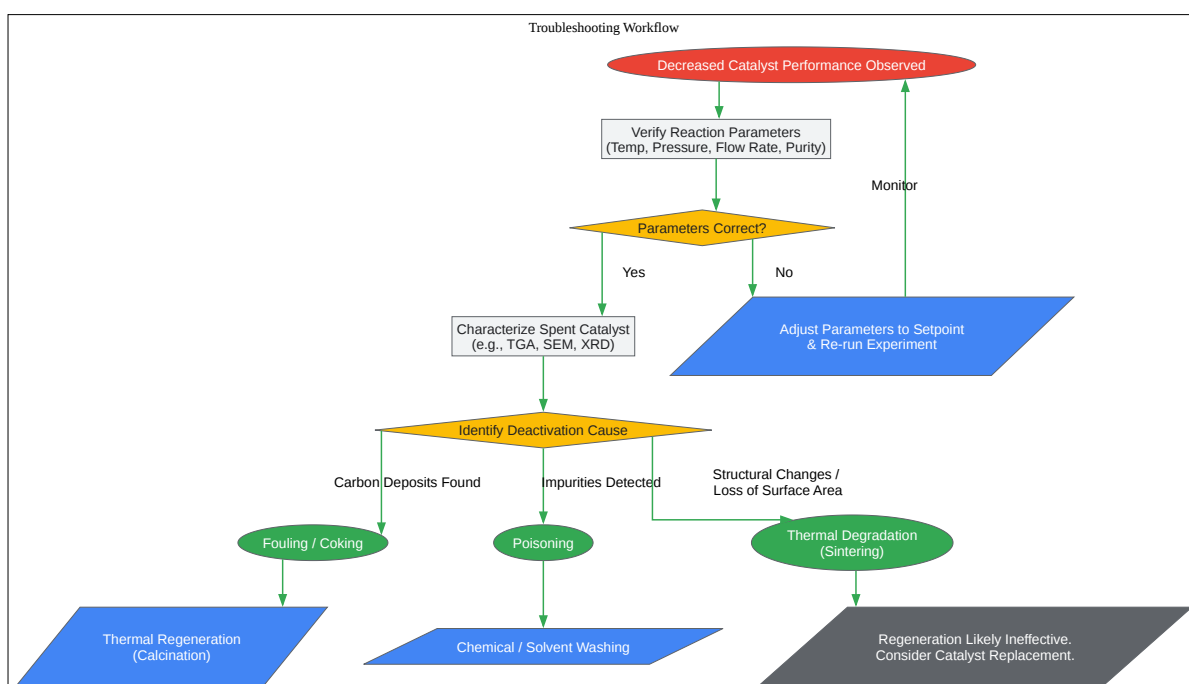 Troubleshooting Workflow
Decreased Catalyst Performance Observed
Verify Reaction Parameters
(Temp, Pressure, Flow Rate, Purity)
Monitor
Parameters Correct?
Yes
No
Characterize Spent Catalyst
(e.g., TGA, SEM, XRD)
Adjust Parameters to Setpoint
& Re-run Experiment
Identify Deactivation Cause
Carbon Deposits Found
Impurities Detected
Structural Changes /
Loss of Surface Area
Fouling / Coking
Poisoning
Thermal Degradation
(Sintering)
Thermal Regeneration
(Calcination)
Chemical / Solvent Washing
Regeneration Likely Ineffective.
Consider Catalyst Replacement.